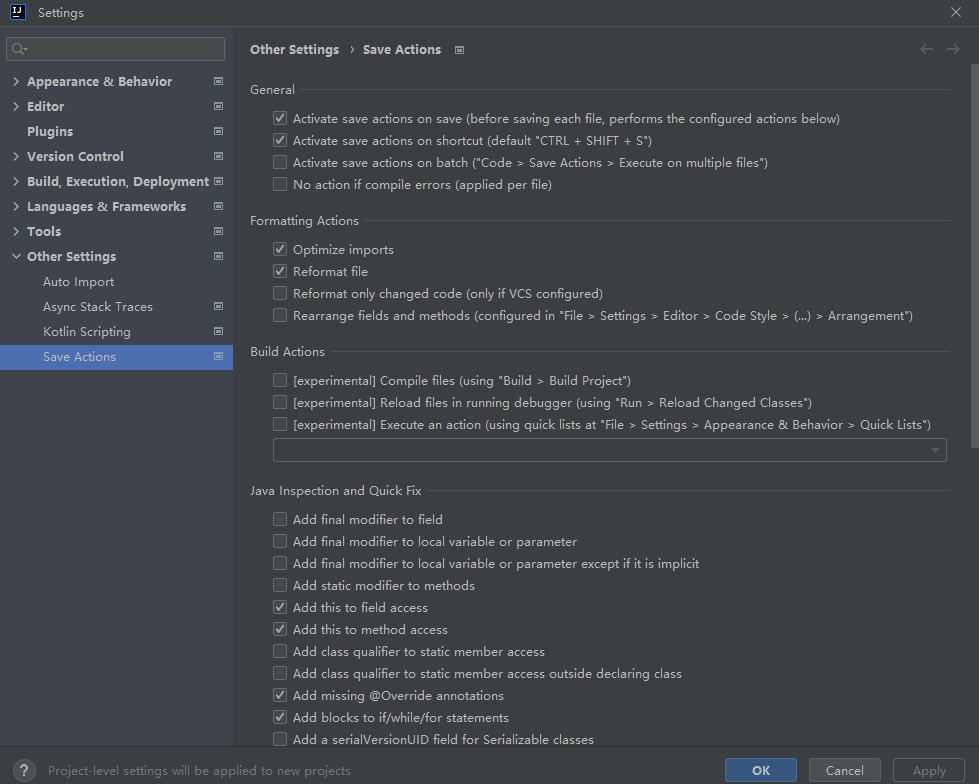 IJ Settings
Appearance & Behavior
Editor
Plugins
Version Control
Build, Execution, Deployment
Languages & Frameworks
Tools
Other Settings
Auto Import
Async Stack Traces
Kotlin Scripting
Save Actions
Other Settings › Save Actions
General
Activate save actions on save (before saving each file, performs the configured actions below)
Activate save actions on shortcut (default "CTRL + SHIFT + S")
Activate save actions on batch ("Code > Save Actions > Execute on multiple files")
No action if compile errors (applied per file)
Formatting Actions
Optimize imports
Reformat file
Reformat only changed code (only if VCS configured)
Rearrange fields and methods (configured in "File > Settings > Editor > Code Style > (...) > Arrangement")
Build Actions
[experimental] Compile files (using "Build > Build Project")
[experimental] Reload files in running debugger (using "Run > Reload Changed Classes")
[experimental] Execute an action (using quick lists at "File > Settings > Appearance & Behavior > Quick Lists")
Java Inspection and Quick Fix
Add final modifier to field
Add final modifier to local variable or parameter
Add final modifier to local variable or parameter except if it is implicit
Add static modifier to methods
Add this to field access
Add this to method access
Add class qualifier to static member access
Add class qualifier to static member access outside declaring class
Add missing @Override annotations
Add blocks to if/while/for statements
Add a serialVersionUID field for Serializable classes
? Project-level settings will be applied to new projects
OK
Cancel
Apply